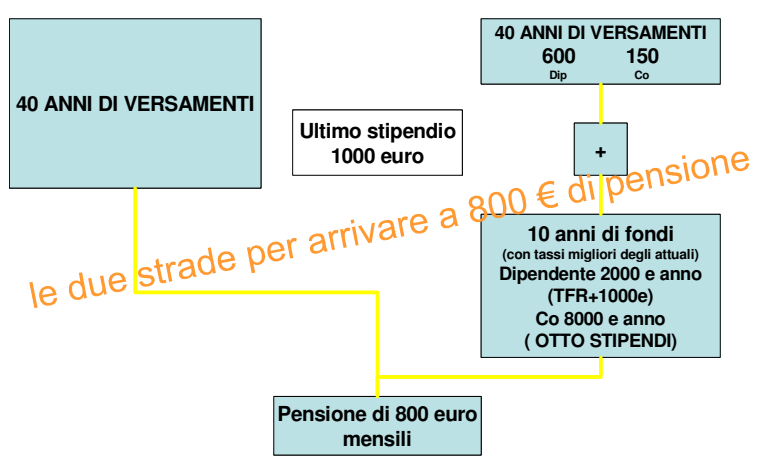 40 ANNI DI VERSAMENTI
40 ANNI DI VERSAMENTI
600 150
Dip Co
Ultimo stipendio
1000 euro
+
le due strade per arrivare a 800 € di pensione
10 anni di fondi
(con tassi migliori degli attuali)
Dipendente 2000 e anno
(TFR+1000e)
Co 8000 e anno
( OTTO STIPENDI)
Pensione di 800 euro
mensili